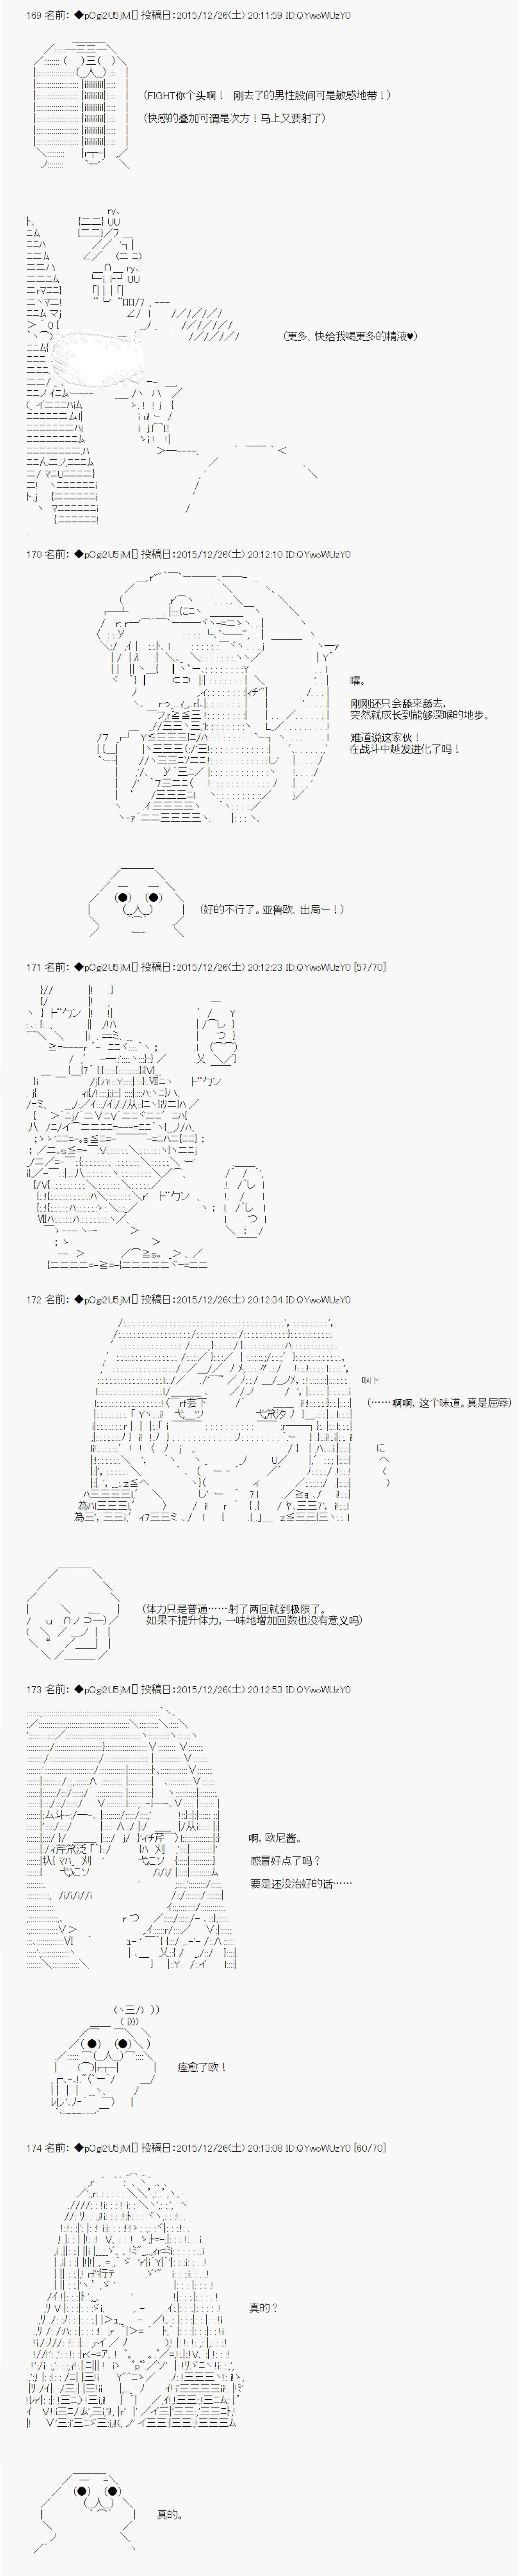 169 名前：◆pOgi2U5jM 投稿日：2015/12/26(土) 20:11:59 ID:QYwoWUzY0
（FIGHT你个头啊！ 刚去了的男性股间可是敏感地带！）
（快感的叠加可谓是次方！马上又要射了）
（更多、快给我喝更多的精液♥）
170 名前：◆pOgi2U5jM 投稿日：2015/12/26(土) 20:12:10 ID:QYwoWUzY0
嚯。
刚刚还只会舔来舔去，
突然就成长到能够深喉的地步。
难道说这家伙！
在战斗中越发进化了吗！
（好的不行了。亚鲁欧、出局ー！）
171 名前：◆pOgi2U5jM 投稿日：2015/12/26(土) 20:12:23 ID:QYwoWUzY0 [57/70]
172 名前：◆pOgi2U5jM 投稿日：2015/12/26(土) 20:12:34 ID:QYwoWUzY0
咽下
（……啊啊，这个味道。真是屈辱）
（体力只是普通……射了两回就到极限了。
如果不提升体力，一味地增加回数也没有意义吗）
173 名前：◆pOgi2U5jM 投稿日：2015/12/26(土) 20:12:53 ID:QYwoWUzY0
啊，欧尼酱。
感冒好点了吗？
要是还没治好的话……
痊愈了欧！
174 名前：◆pOgi2U5jM 投稿日：2015/12/26(土) 20:13:08 ID:QYwoWUzY0 [60/70]
真的？
真的。